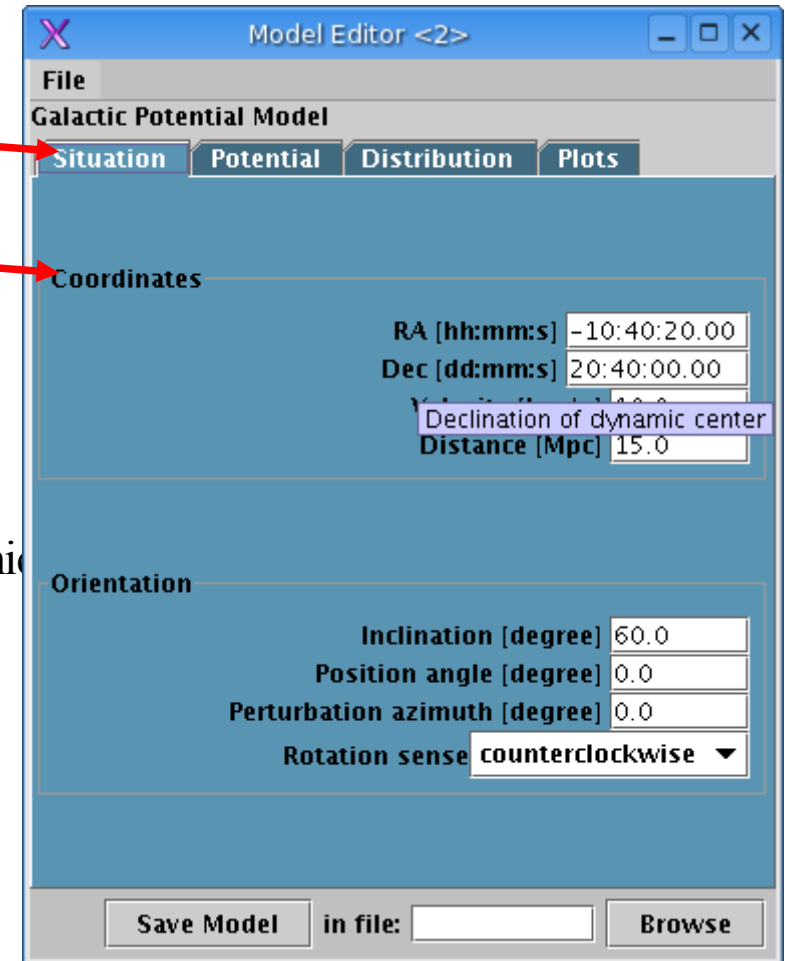 Model Editor <2>
File
Galactic Potential Model
Situation Potential Distribution Plots
Coordinates
RA [hh:mm:s] -10:40:20.00
Dec [dd:mm:s] 20:40:00.00
Declination of dynamic center
Distance [Mpc] 15.0
Orientation
Inclination [degree] 60.0
Position angle [degree] 0.0
Perturbation azimuth [degree] 0.0
Rotation sense counterclockwise
Save Model in file: Browse